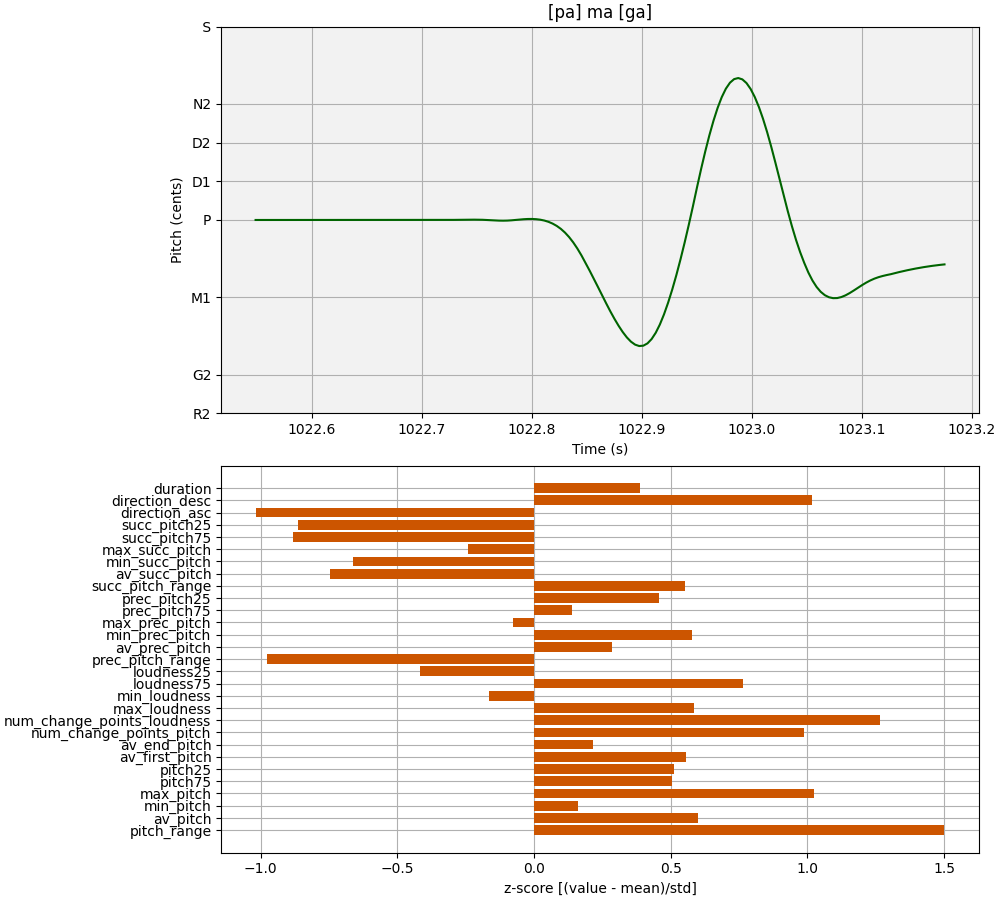 [pa] ma [ga]
S
N2
D2
D1
P
M1
G2
R2
Pitch (cents)
1022.6 1022.7 1022.8 1022.9 1023.0 1023.1 1023.2
Time (s)
duration
direction_desc
direction_asc
succ_pitch25
succ_pitch75
max_succ_pitch
min_succ_pitch
av_succ_pitch
succ_pitch_range
prec_pitch25
prec_pitch75
max_prec_pitch
min_prec_pitch
av_prec_pitch
prec_pitch_range
loudness25
loudness75
min_loudness
max_loudness
num_change_points_loudness
num_change_points_pitch
av_end_pitch
av_first_pitch
pitch25
pitch75
max_pitch
min_pitch
av_pitch
pitch_range
−1.0 −0.5 0.0 0.5 1.0 1.5
z-score [(value - mean)/std]